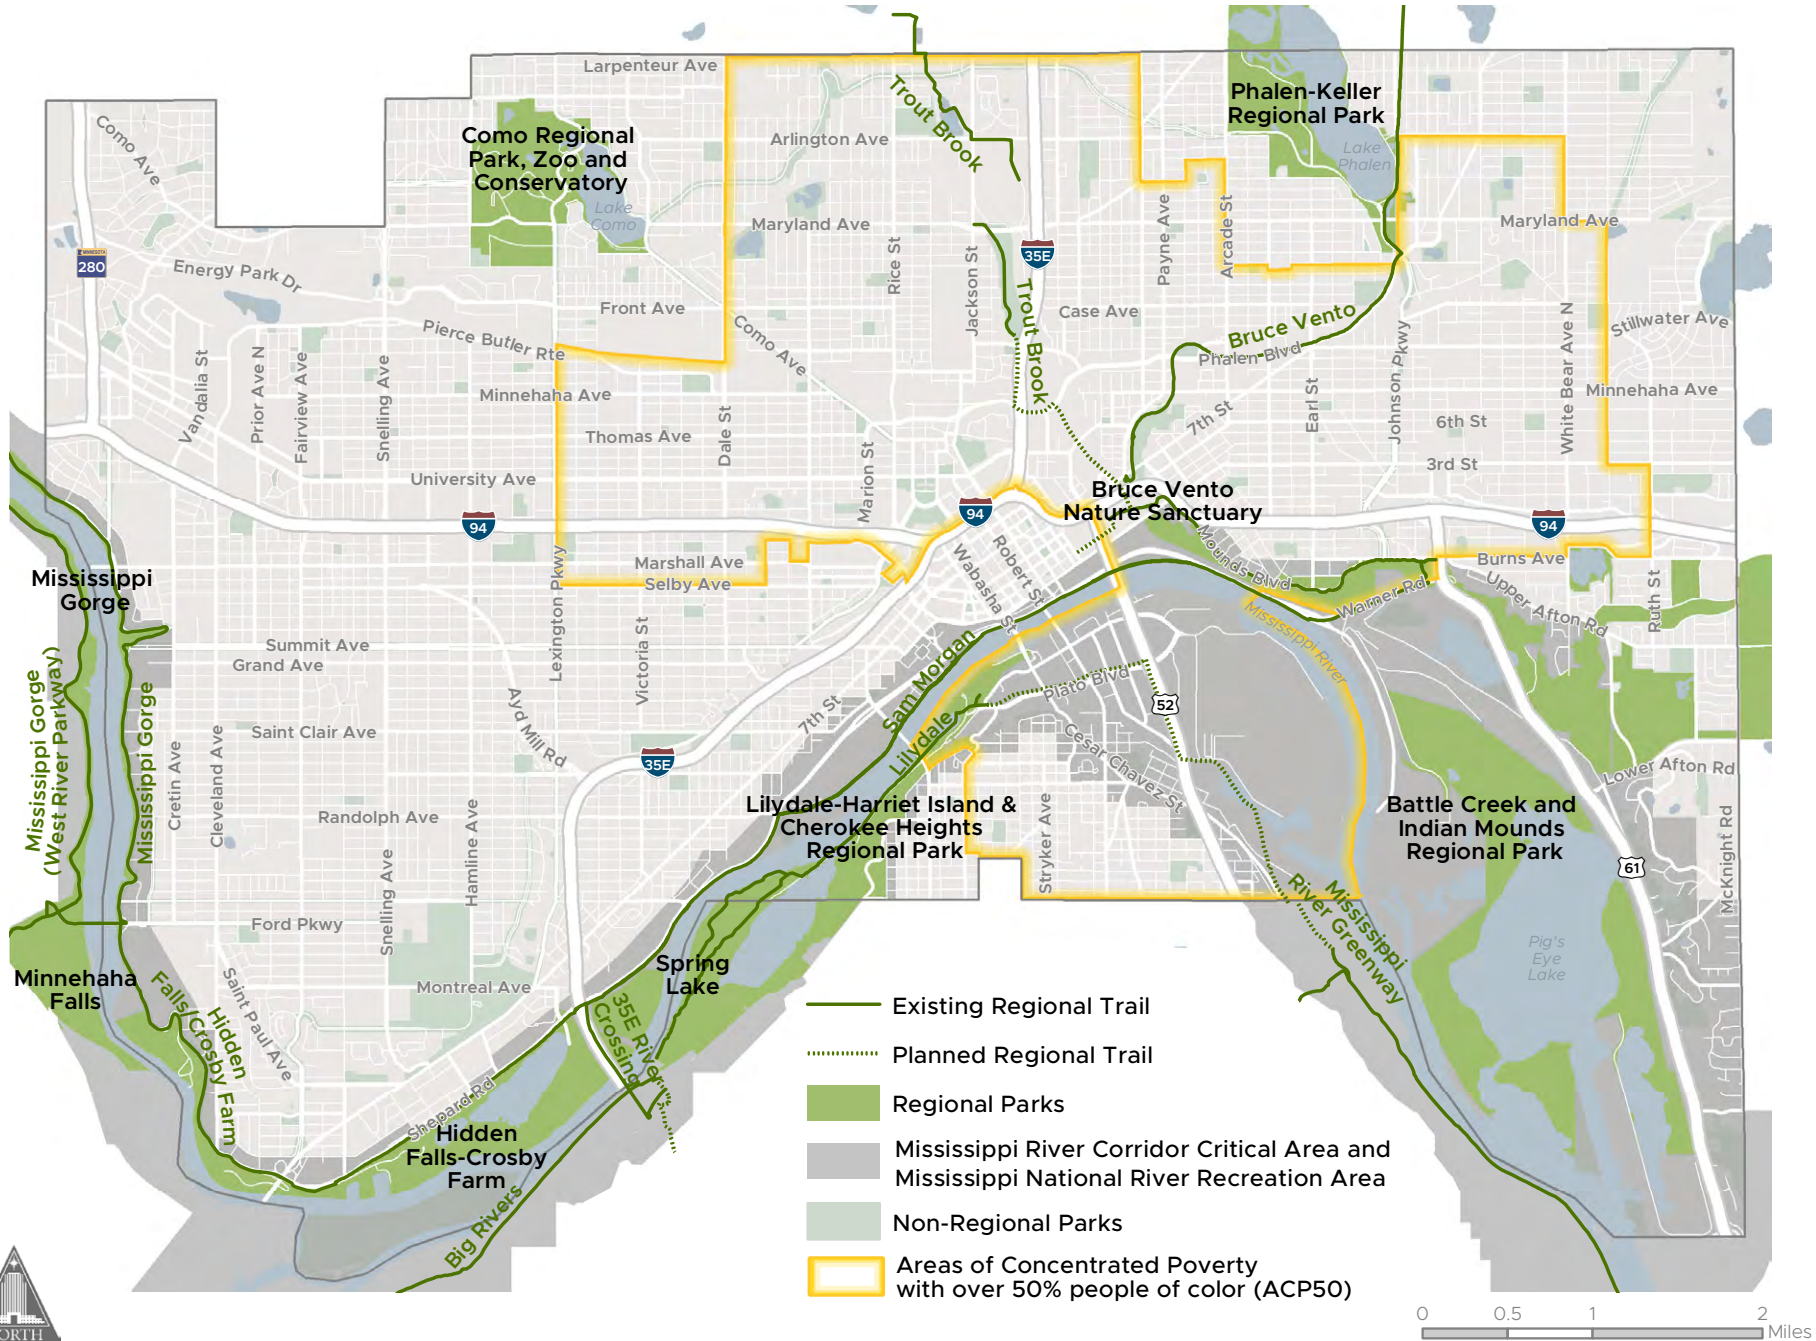 Larpenteur Ave
Trout Brook
Phalen-Keller
Regional Park
Como Ave
Como Regional
Park, Zoo and
Conservatory
Arlington Ave
Lake
Phalen
Lake
Como
Maryland Ave
Payne Ave
Arcade St
Maryland Ave
MINNESOTA
280
Energy Park Dr
Rice St
Jackson St
35E
Front Ave
Trout Brook
Case Ave
Bruce Vento
Phalen Blvd
Stillwater Ave
Pierce Butler Rte
Como Ave
Vandalia St
Prior Ave N
Fairview Ave
Snelling Ave
Minnehaha Ave
Johnson Pkwy
White Bear Ave N
Minnehaha Ave
Thomas Ave
Dale St
7th St
Earl St
6th St
University Ave
Marion St
3rd St
94
94
Bruce Vento
Nature Sanctuary
94
Mississippi
Gorge
Lexington Pkwy
Marshall Ave
Selby Ave
Wabasha St
Robert St
Mounds Blvd
Burns Ave
Warner Rd
Upper Afton Rd
Ruth St
Mississippi River
Summit Ave
Grand Ave
Victoria St
Sam Morgan
Mississippi Gorge
(West River Parkway)
Mississippi Gorge
Ayd Mill Rd
7th St
Lilydale
Plato Blvd
52
Saint Clair Ave
Cretin Ave
Cleveland Ave
35E
Cesar Chavez St
Lower Afton Rd
Randolph Ave
Hamline Ave
Snelling Ave
Lilydale-Harriet Island &
Cherokee Heights
Regional Park
Stryker Ave
Battle Creek and
Indian Mounds
Regional Park
61
McKnight Rd
Ford Pkwy
Mississippi
River Greenway
Pig's
Eye
Lake
Minnehaha
Falls
Hidden
Falls/Crosby Farm
Saint Paul Ave
Montreal Ave
Spring
Lake
35E River
Crossing
Shepard Rd
Hidden
Falls-Crosby
Farm
Big Rivers
Existing Regional Trail
Planned Regional Trail
Regional Parks
Mississippi River Corridor Critical Area and
Mississippi National River Recreation Area
Non-Regional Parks
Areas of Concentrated Poverty
with over 50% people of color (ACP50)
NORTH
0 0.5 1 2
Miles